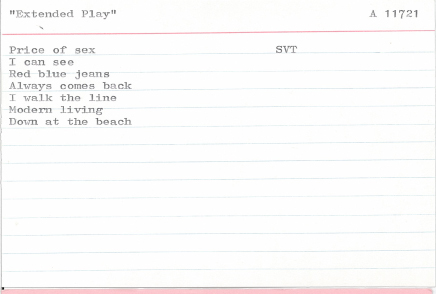 "Extended Play" A 11721
Price of sex SVT
I can see
Red blue jeans
Always comes back
I walk the line
Modern living
Down at the beach